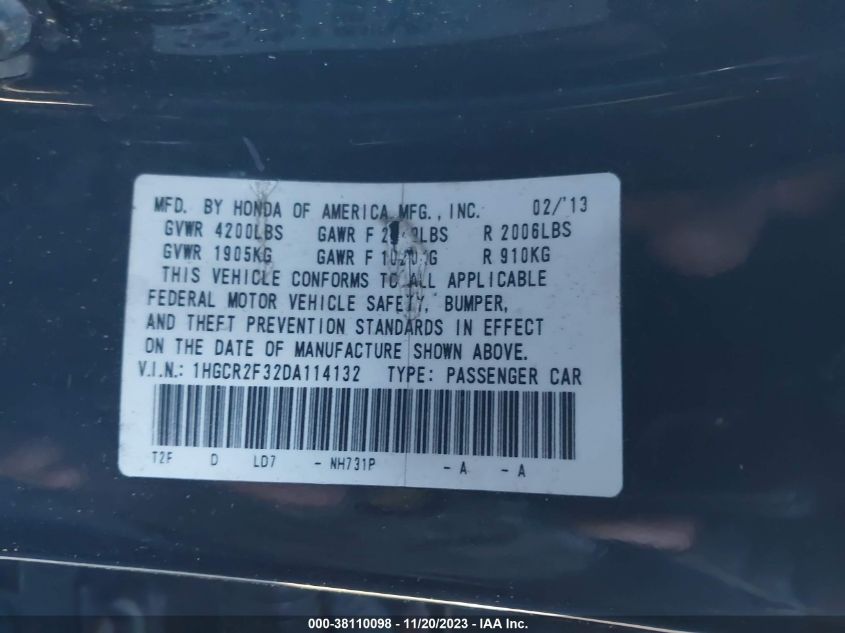 MFD. BY HONDA OF AMERICA MFG., INC. 02/'13
GVWR 4200LBS GAWR F LBS R 2006LBS
GVWR 1905KG GAWR F R 910KG
THIS VEHICLE CONFORMS TO ALL APPLICABLE
FEDERAL MOTOR VEHICLE SAFETY, BUMPER,
AND THEFT PREVENTION STANDARDS IN EFFECT
ON THE DATE OF MANUFACTURE SHOWN ABOVE.
V.I.N.: 1HGCR2F32DA114132 TYPE: PASSENGER CAR
T2F D LD7 - NH731P - A - A
000-38110098 - 11/20/2023 - IAA Inc.